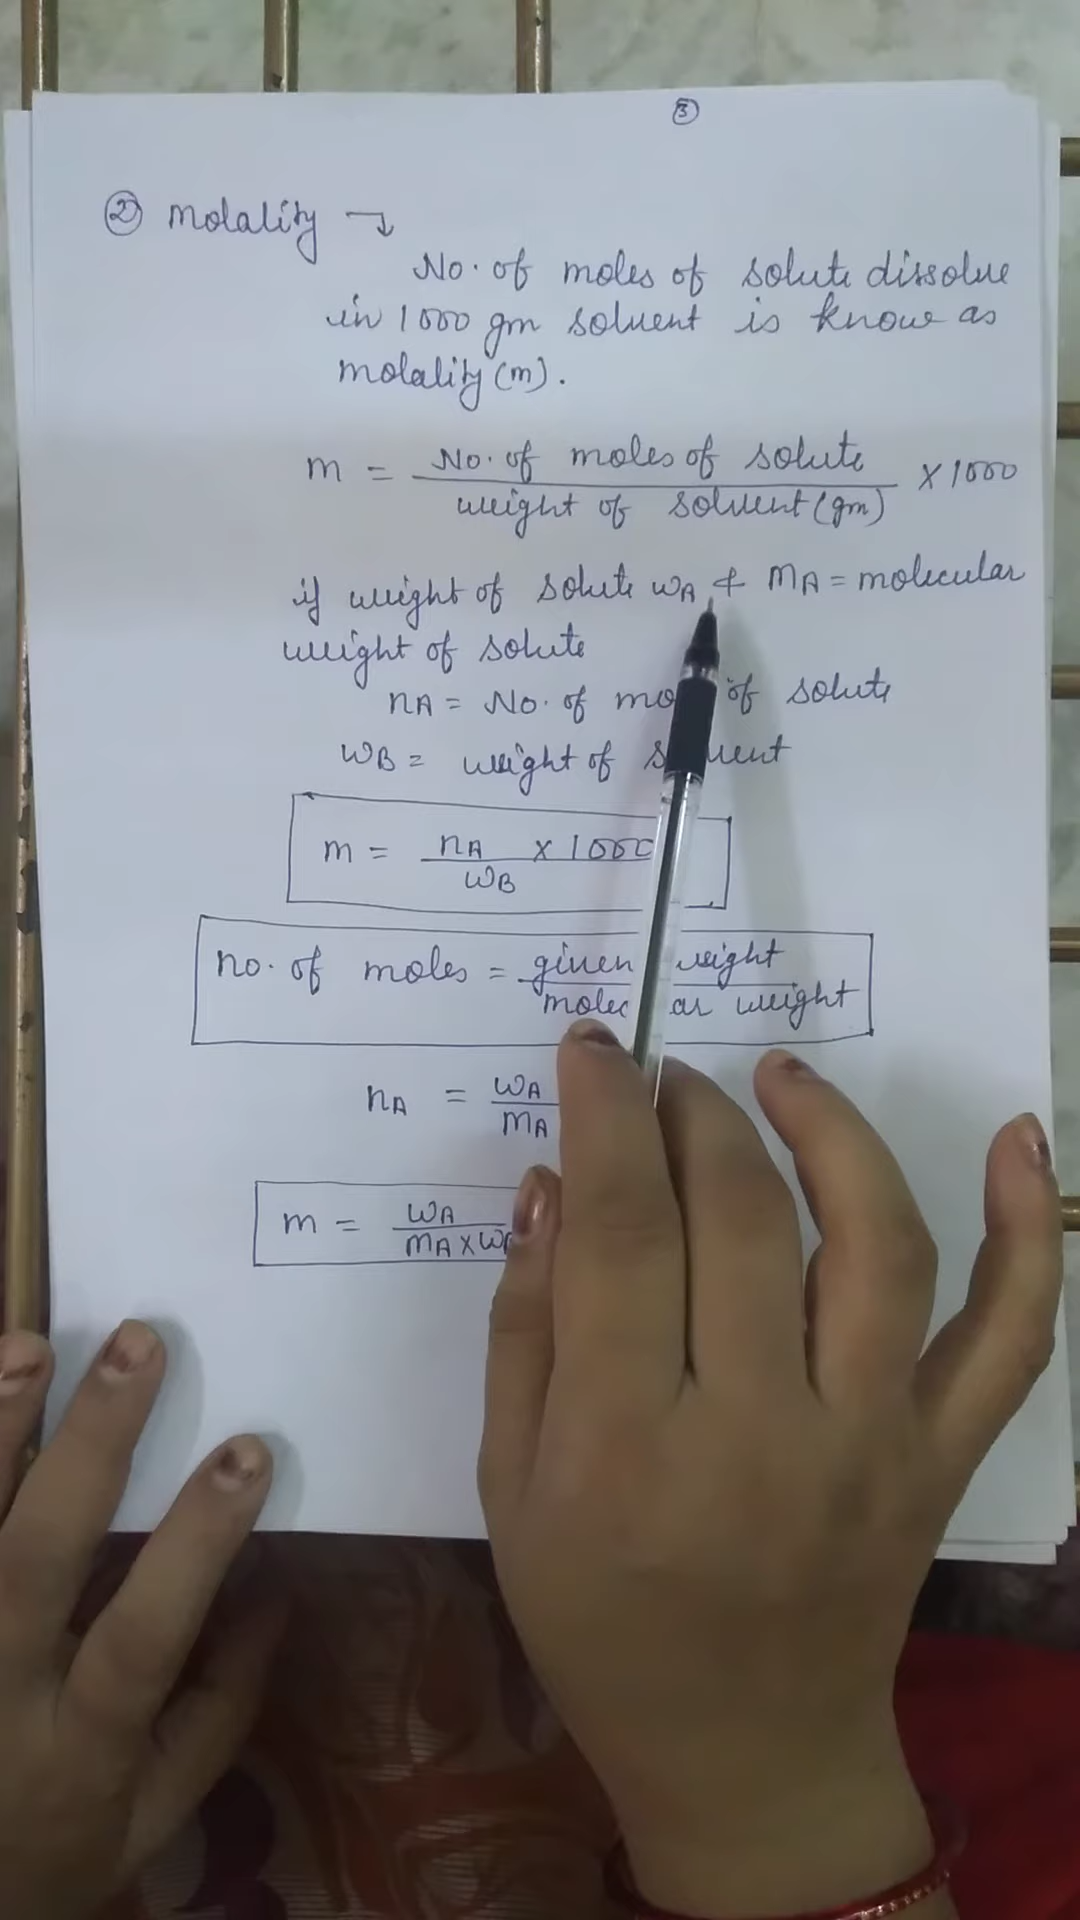 ③
② Molality →
No. of moles of solute dissolve
in 1000 gm solvent is know as
molality (m).
m = No. of moles of solute / weight of solvent (gm) × 1000
if weight of solute wA & MA = molecular
weight of solute
nA = No. of of solute
wB = weight of
m = nA / wB × 1000
no. of moles = given weight / weight
nA = wA / MA
m = wA / MA ×